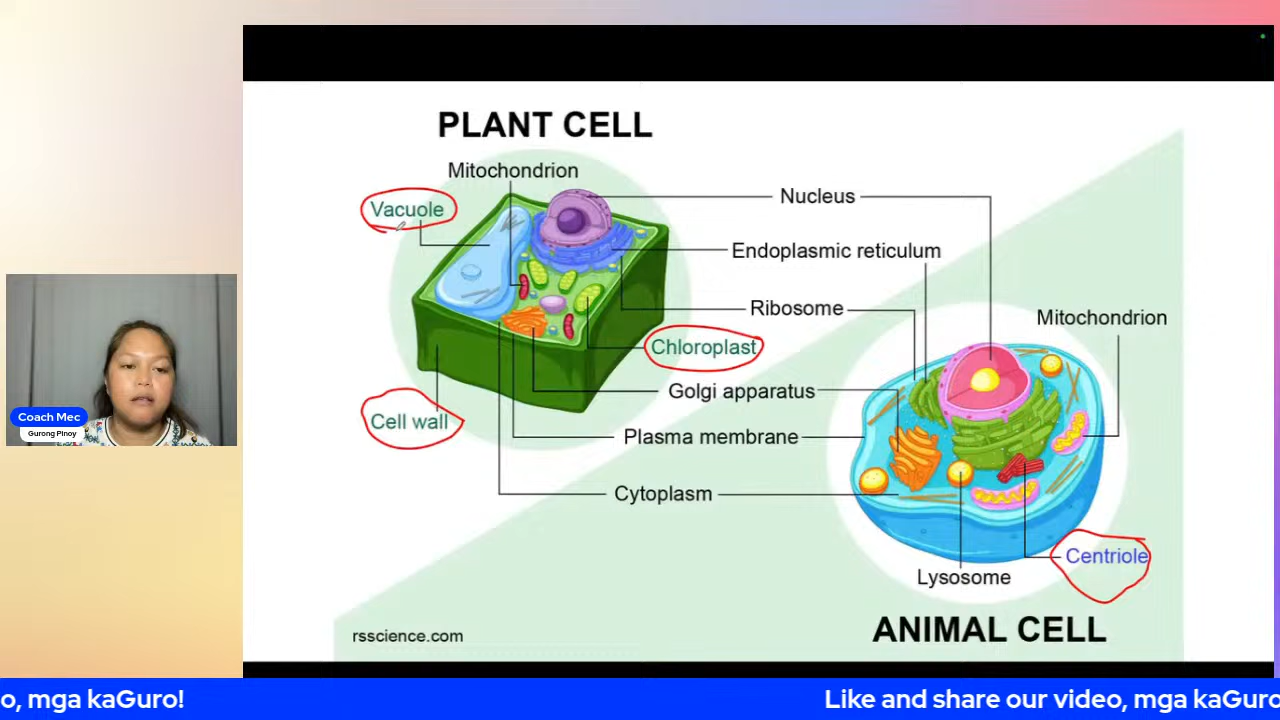 PLANT CELL
Mitochondrion
Vacuole
Nucleus
Endoplasmic reticulum
Ribosome
Mitochondrion
Chloroplast
Golgi apparatus
Cell wall
Plasma membrane
Cytoplasm
Centriole
Lysosome
ANIMAL CELL
rsscience.com
Coach Mec
Gurong Pinoy
o, mga kaGuro!
Like and share our video, mga kaGuro